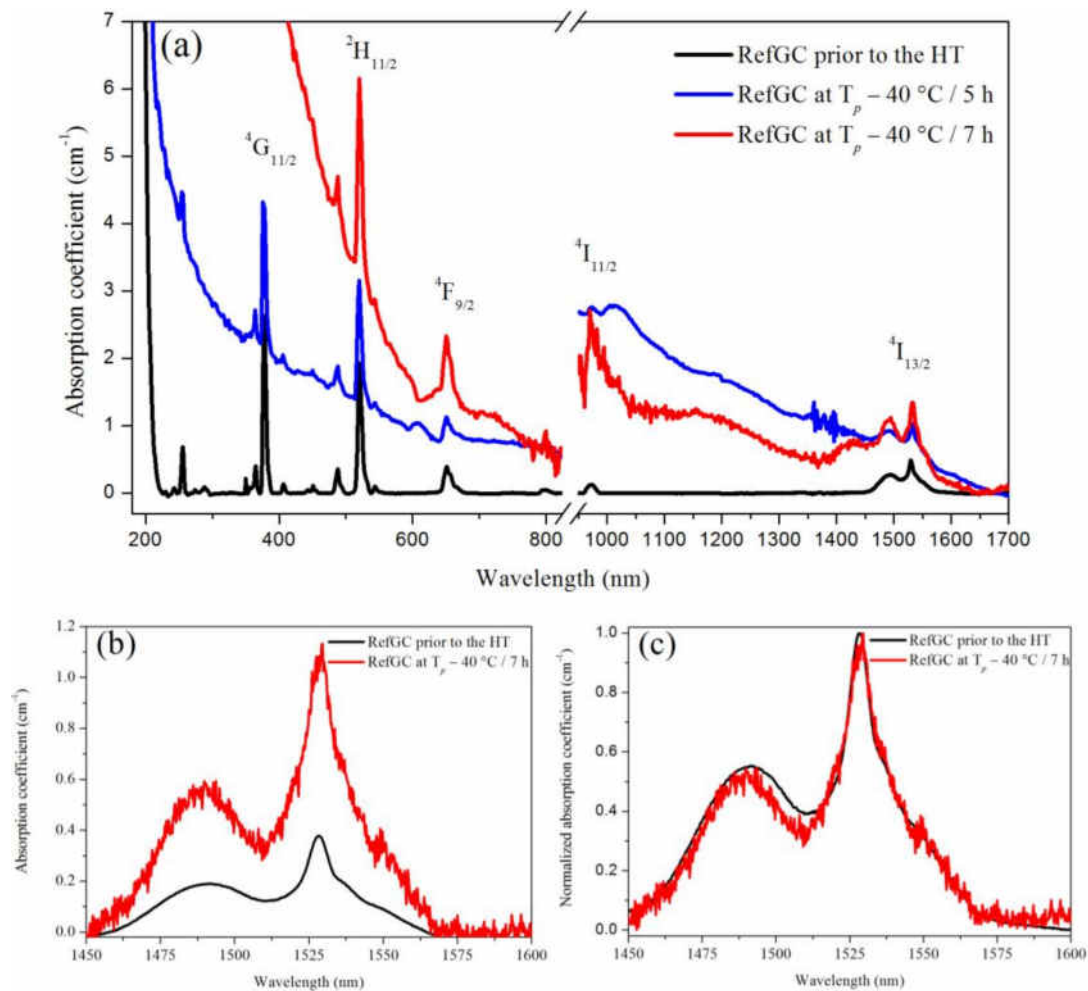 (a)
RefGC prior to the HT
RefGC at Tp – 40 °C / 5 h
RefGC at Tp – 40 °C / 7 h
2H11/2
4G11/2
4F9/2
4I11/2
4I13/2
7
6
5
4
3
2
1
0
Absorption coefficient (cm-1)
200 400 600 800 1000 1100 1200 1300 1400 1500 1600 1700
Wavelength (nm)
(b)
RefGC prior to the HT
RefGC at Tp – 40 °C / 7 h
1.2
1.0
0.8
0.6
0.4
0.2
0.0
Absorption coefficient (cm-1)
1450 1475 1500 1525 1550 1575 1600
Wavelength (nm)
(c)
RefGC prior to the HT
RefGC at Tp – 40 °C / 7 h
1.0
0.8
0.6
0.4
0.2
0.0
Normalized absorption coefficient (cm-1)
1450 1475 1500 1525 1550 1575 1600
Wavelength (nm)